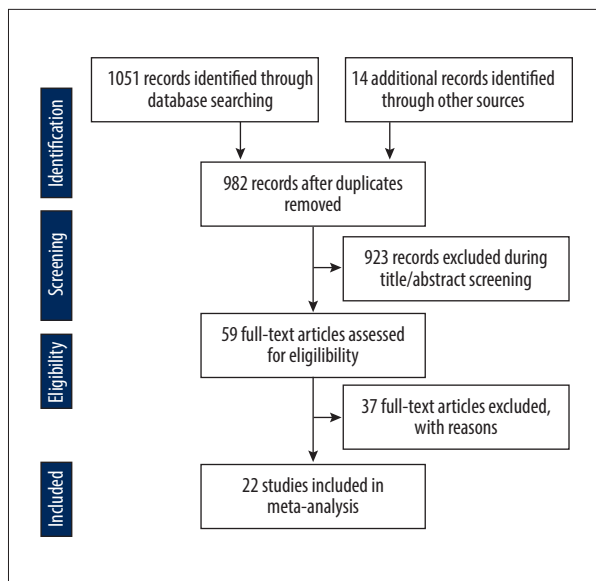 1051 records identified through
database searching
14 additional records identified
through other sources
Identification
982 records after duplicates
removed
Screening
923 records excluded during
title/abstract screening
59 full-text articles assessed
for eligilibility
Eligibility
37 full-text articles excluded,
with reasons
22 studies included in
meta-analysis
Included